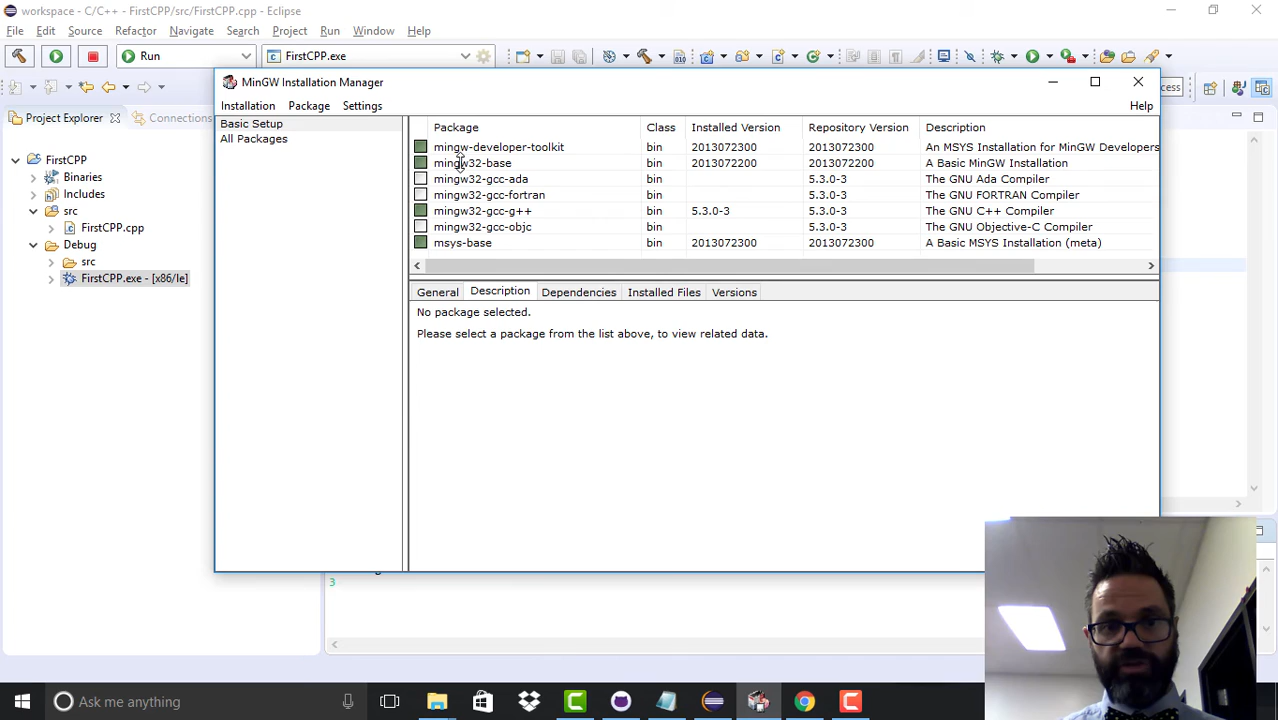 workspace - C/C++ - FirstCPP/src/FirstCPP.cpp - Eclipse
File Edit Source Refactor Navigate Search Project Run Window Help
Run FirstCPP.exe
Project Explorer Connections
FirstCPP
Binaries
Includes
src
FirstCPP.cpp
Debug
src
FirstCPP.exe - [x86/le]
MinGW Installation Manager
Installation Package Settings Help
Basic Setup
All Packages
Package Class Installed Version Repository Version Description
mingw-developer-toolkit bin 2013072300 2013072300 An MSYS Installation for MinGW Developers
mingw32-base bin 2013072200 2013072200 A Basic MinGW Installation
mingw32-gcc-ada bin 5.3.0-3 The GNU Ada Compiler
mingw32-gcc-fortran bin 5.3.0-3 The GNU FORTRAN Compiler
mingw32-gcc-g++ bin 5.3.0-3 5.3.0-3 The GNU C++ Compiler
mingw32-gcc-objc bin 5.3.0-3 The GNU Objective-C Compiler
msys-base bin 2013072300 2013072300 A Basic MSYS Installation (meta)
General Description Dependencies Installed Files Versions
No package selected.
Please select a package from the list above, to view related data.
3
Ask me anything